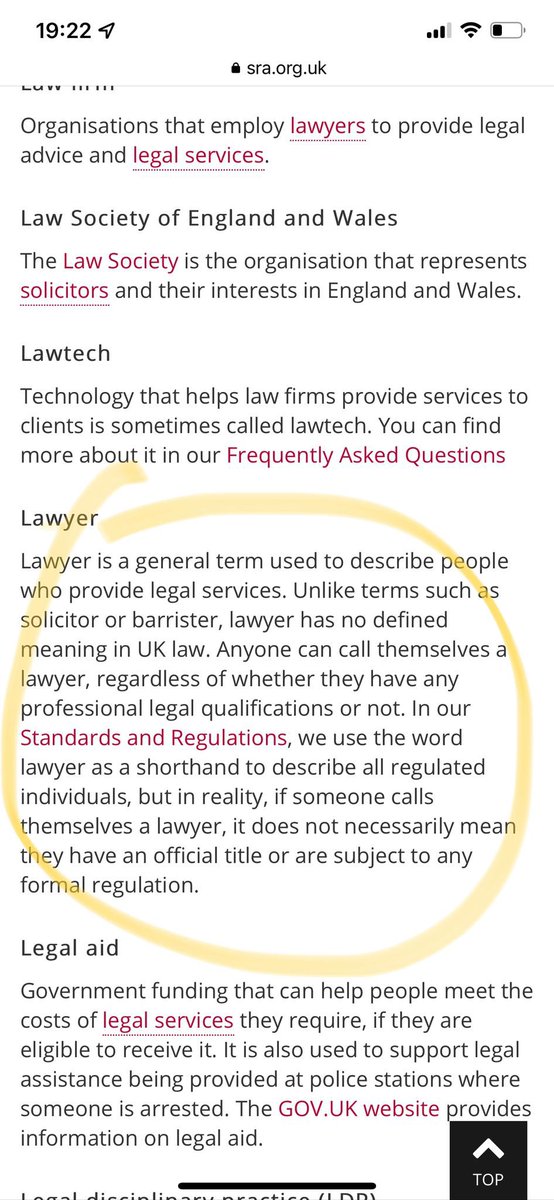 19:22
sra.org.uk
Law firm
Organisations that employ lawyers to provide legal
advice and legal services.
Law Society of England and Wales
The Law Society is the organisation that represents
solicitors and their interests in England and Wales.
Lawtech
Technology that helps law firms provide services to
clients is sometimes called lawtech. You can find
more about it in our Frequently Asked Questions
Lawyer
Lawyer is a general term used to describe people
who provide legal services. Unlike terms such as
solicitor or barrister, lawyer has no defined
meaning in UK law. Anyone can call themselves a
lawyer, regardless of whether they have any
professional legal qualifications or not. In our
Standards and Regulations, we use the word
lawyer as a shorthand to describe all regulated
individuals, but in reality, if someone calls
themselves a lawyer, it does not necessarily mean
they have an official title or are subject to any
formal regulation.
Legal aid
Government funding that can help people meet the
costs of legal services they require, if they are
eligible to receive it. It is also used to support legal
assistance being provided at police stations where
someone is arrested. The GOV.UK website provides
information on legal aid.
TOP
Legal disciplinary practice (LDP)